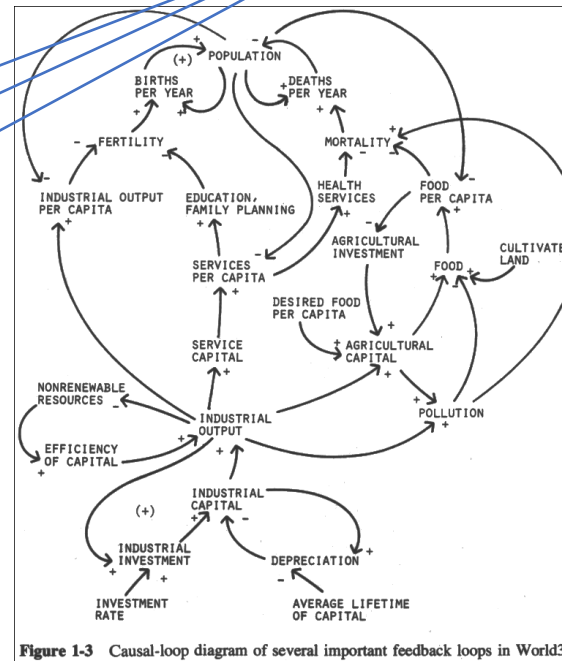 POPULATION
(+)
BIRTHS
PER YEAR
DEATHS
PER YEAR
FERTILITY
MORTALITY
INDUSTRIAL OUTPUT
PER CAPITA
EDUCATION,
FAMILY PLANNING
HEALTH
SERVICES
FOOD
PER CAPITA
AGRICULTURAL
INVESTMENT
CULTIVATE
LAND
SERVICES
PER CAPITA
FOOD
DESIRED FOOD
PER CAPITA
SERVICE
CAPITAL
AGRICULTURAL
CAPITAL
NONRENEWABLE
RESOURCES
POLLUTION
INDUSTRIAL
OUTPUT
EFFICIENCY
OF CAPITAL
INDUSTRIAL
CAPITAL
(+)
INDUSTRIAL
INVESTMENT
DEPRECIATION
INVESTMENT
RATE
AVERAGE LIFETIME
OF CAPITAL
Figure 1-3 Causal-loop diagram of several important feedback loops in World3